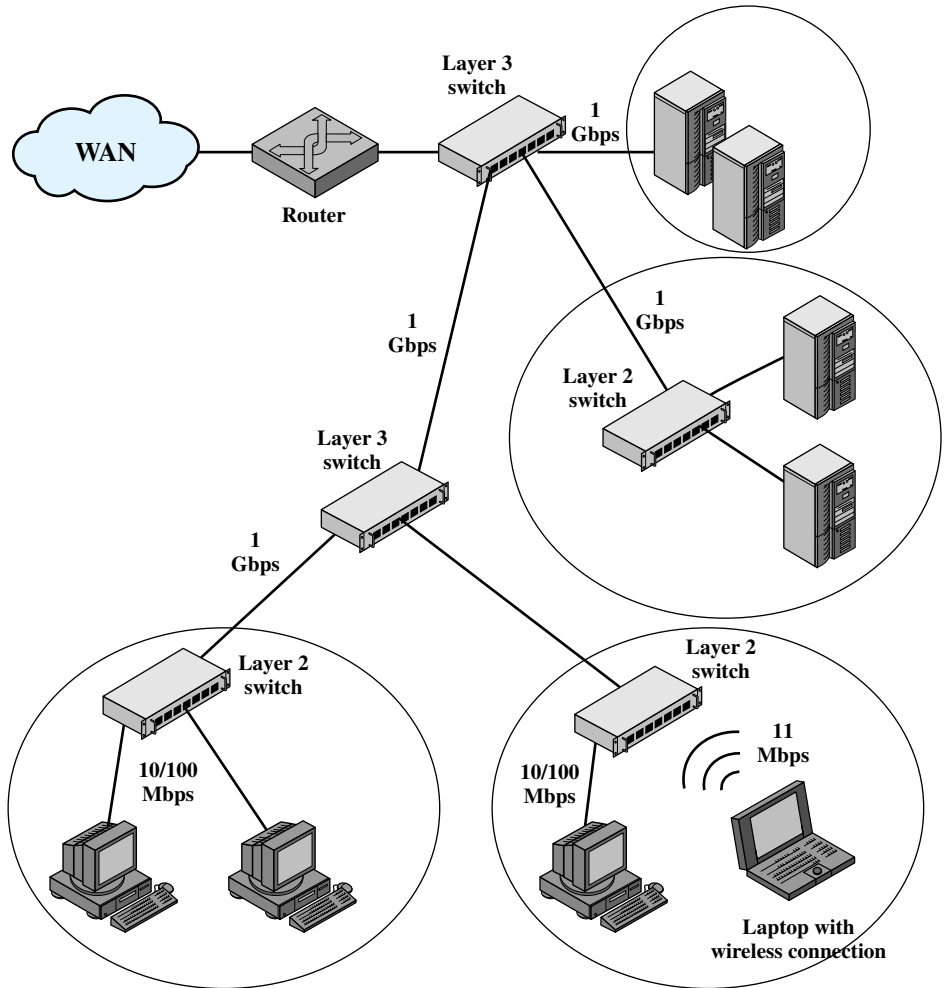 Layer 3
switch
1
Gbps
WAN
Router
1
Gbps
1
Gbps
Layer 2
switch
Layer 3
switch
1
Gbps
Layer 2
switch
Layer 2
switch
11
Mbps
10/100
Mbps
10/100
Mbps
Laptop with
wireless connection